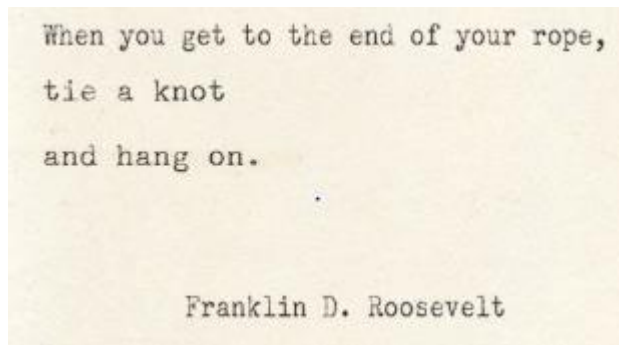 When you get to the end of your rope,
tie a knot
and hang on.
Franklin D. Roosevelt